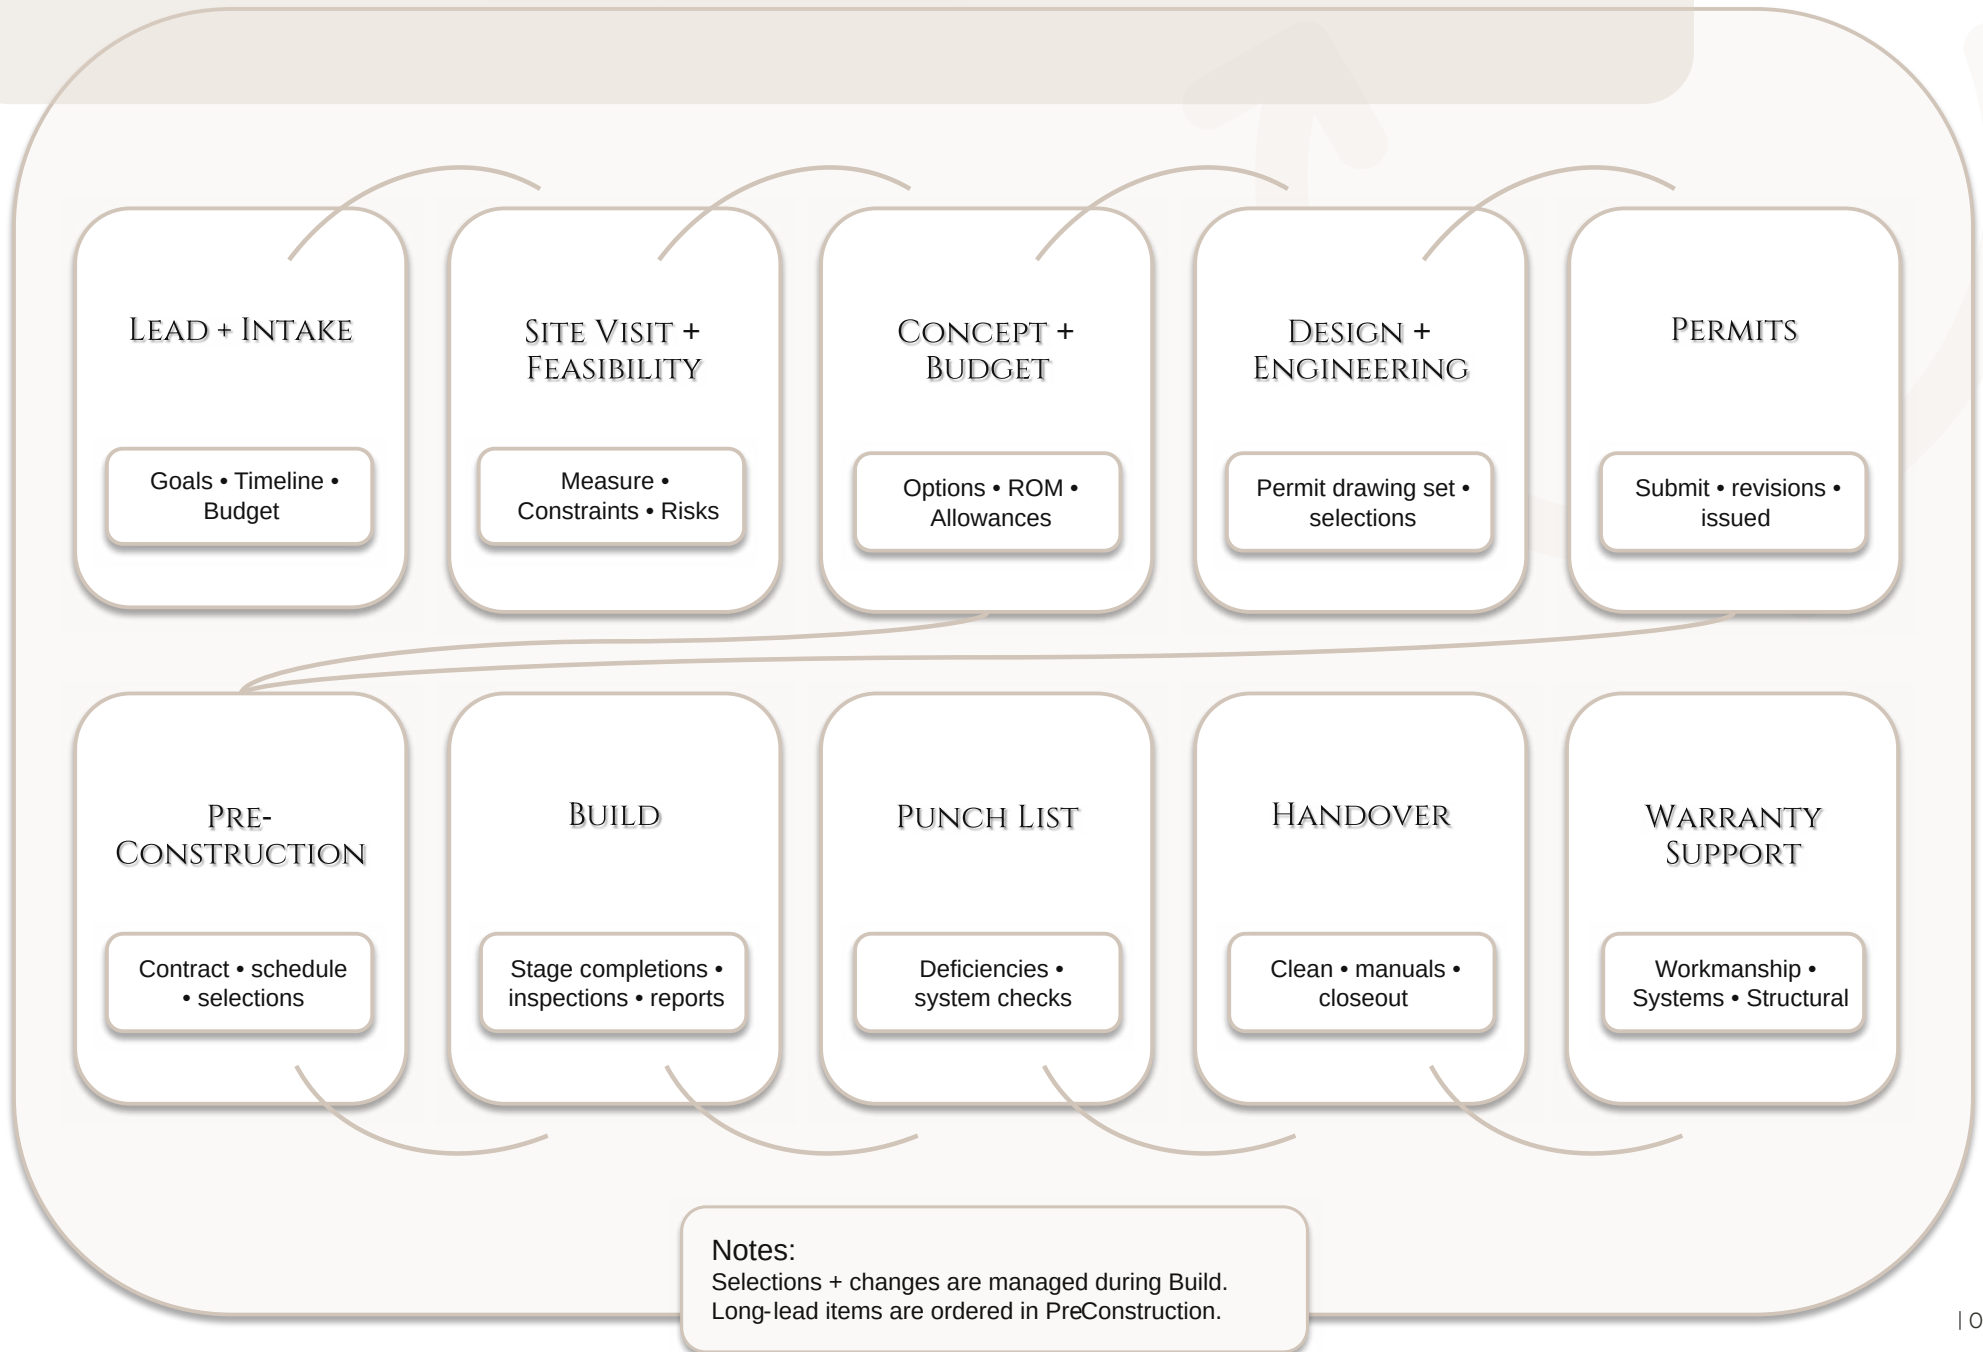 LEAD + INTAKE
Goals • Timeline •
Budget
SITE VISIT +
FEASIBILITY
Measure •
Constraints • Risks
CONCEPT +
BUDGET
Options • ROM •
Allowances
DESIGN +
ENGINEERING
Permit drawing set •
selections
PERMITS
Submit • revisions •
issued
PRE-
CONSTRUCTION
Contract • schedule
• selections
BUILD
Stage completions •
inspections • reports
PUNCH LIST
Deficiencies •
system checks
HANDOVER
Clean • manuals •
closeout
WARRANTY
SUPPORT
Workmanship •
Systems • Structural
Notes:
Selections + changes are managed during Build.
Long-lead items are ordered in PreConstruction.
| 0